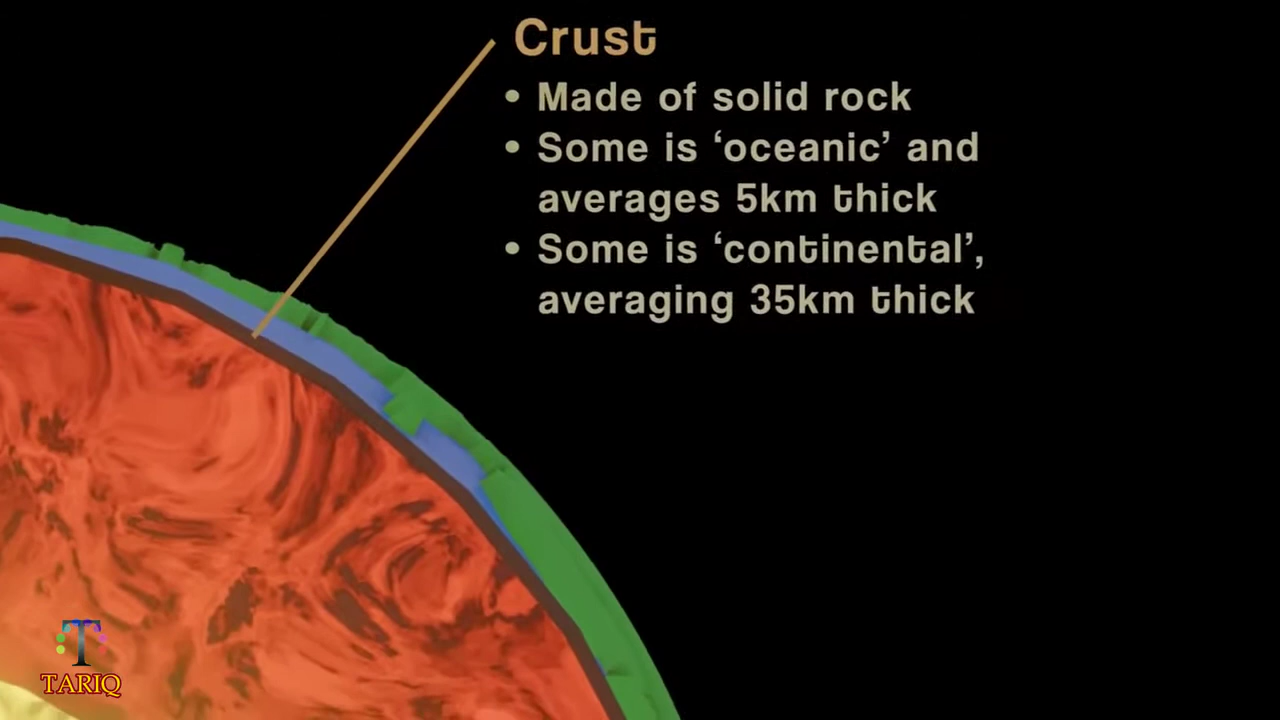 Crust
• Made of solid rock
• Some is ‘oceanic’ and
averages 5km thick
• Some is ‘continental’,
averaging 35km thick
T
TARIQ